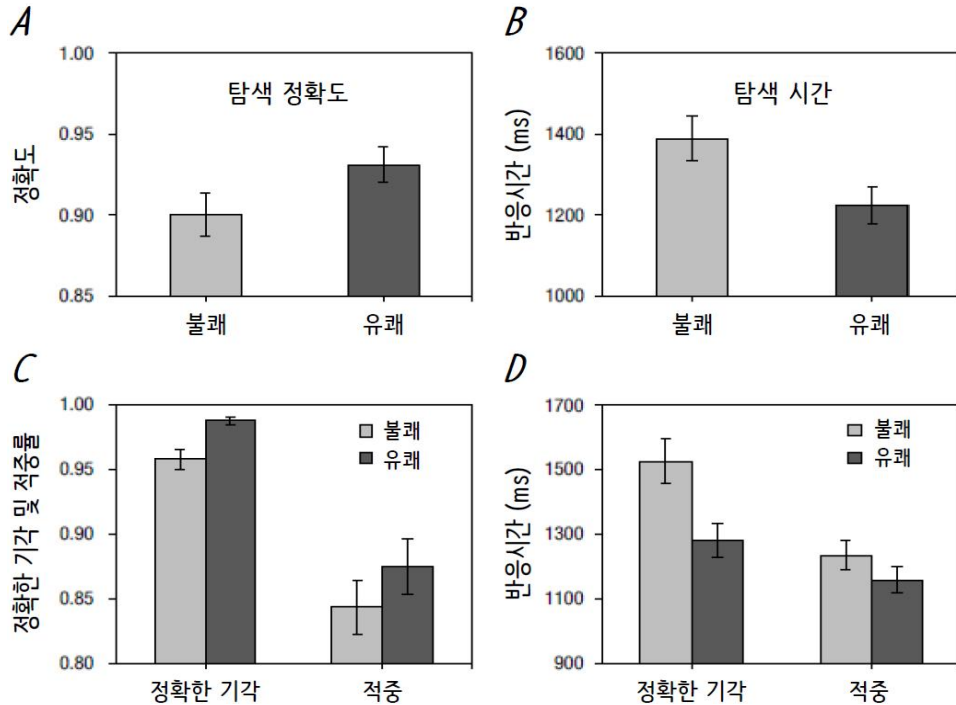 A
탐색 정확도
정확도
1.00
0.95
0.90
0.85
불쾌 유쾌
B
탐색 시간
반응시간 (ms)
1600
1400
1200
1000
불쾌 유쾌
C
정확한 기각 및 적중률
1.00
0.95
0.90
0.85
0.80
불쾌
유쾌
정확한 기각 적중
D
반응시간 (ms)
1700
1500
1300
1100
900
불쾌
유쾌
정확한 기각 적중